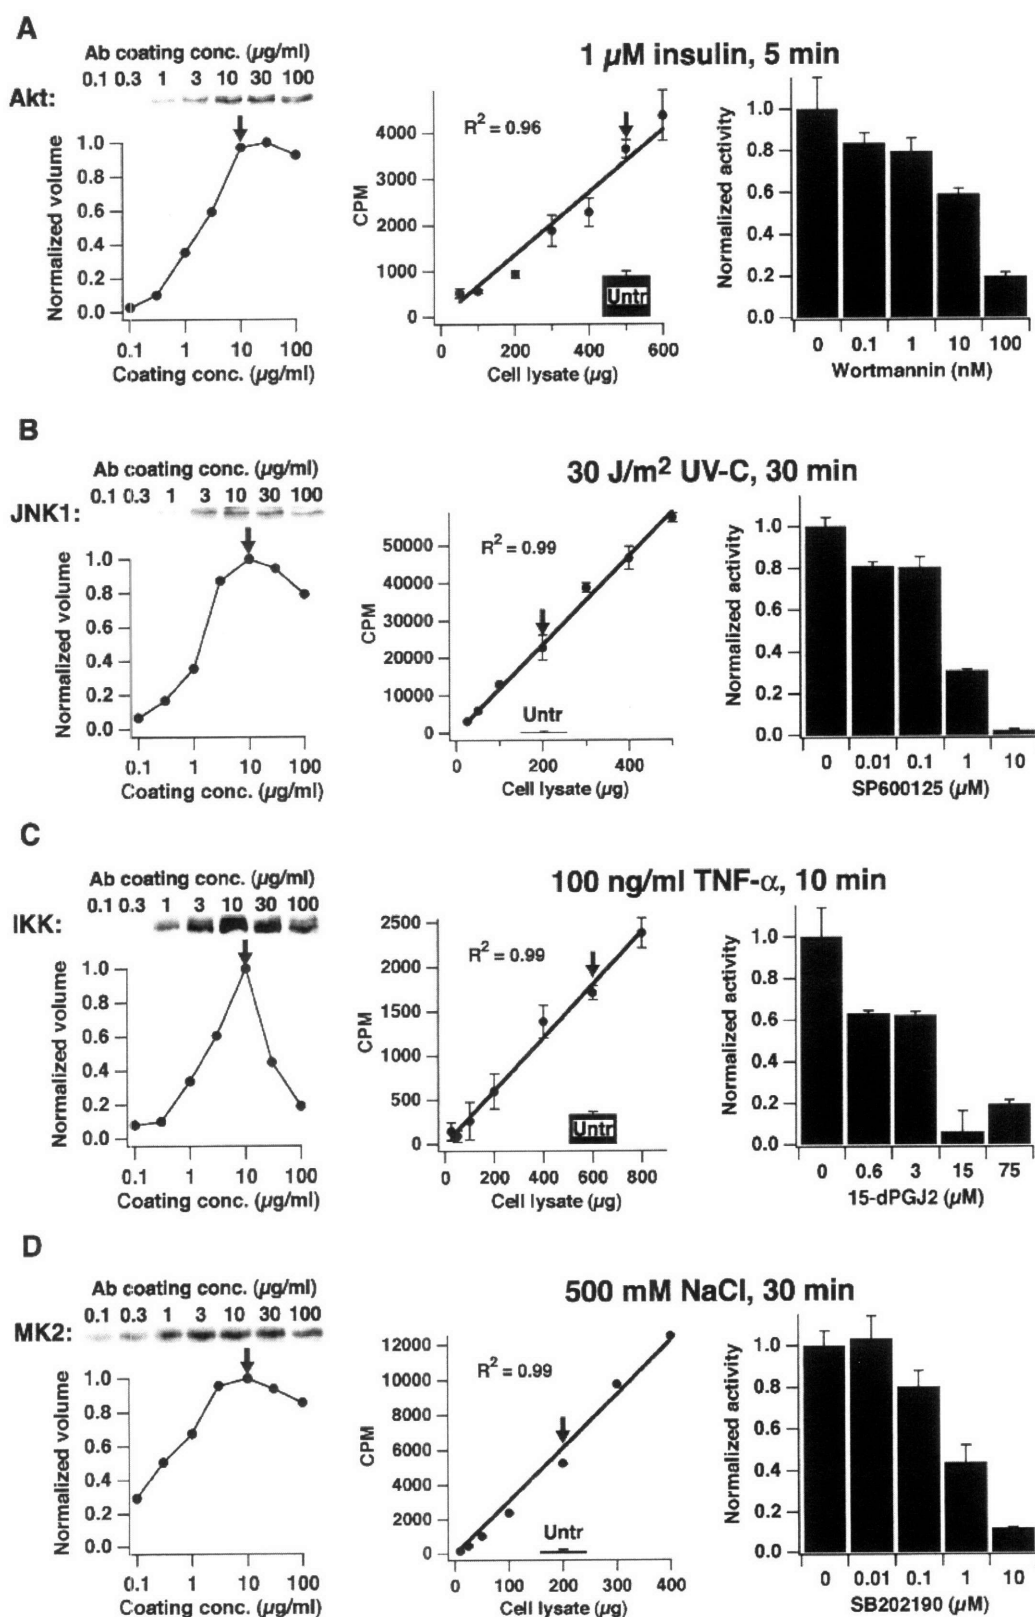 A
Ab coating conc. (µg/ml)
0.1 0.3 1 3 10 30 100
Akt:
Normalized volume
1.0
0.8
0.6
0.4
0.2
0.0
0.1 1 10 100
Coating conc. (µg/ml)
1 µM insulin, 5 min
R² = 0.96
CPM
4000
3000
2000
1000
0
Untr
200 400 600
Cell lysate (µg)
Normalized activity
1.0
0.8
0.6
0.4
0.2
0.0
0 0.1 1 10 100
Wortmannin (nM)
B
Ab coating conc. (µg/ml)
0.1 0.3 1 3 10 30 100
JNK1:
Normalized volume
1.0
0.8
0.6
0.4
0.2
0.0
0.1 1 10 100
Coating conc. (µg/ml)
30 J/m² UV-C, 30 min
R² = 0.99
CPM
50000
40000
30000
20000
10000
0
Untr
0 200 400
Cell lysate (µg)
Normalized activity
1.0
0.8
0.6
0.4
0.2
0.0
0 0.01 0.1 1 10
SP600125 (µM)
C
Ab coating conc. (µg/ml)
0.1 0.3 1 3 10 30 100
IKK:
Normalized volume
1.0
0.8
0.6
0.4
0.2
0.0
0.1 1 10 100
Coating conc. (µg/ml)
100 ng/ml TNF-α, 10 min
R² = 0.99
CPM
2500
2000
1500
1000
500
0
Untr
0 200 400 600 800
Cell lysate (µg)
Normalized activity
1.0
0.8
0.6
0.4
0.2
0.0
0 0.6 3 15 75
15-dPGJ2 (µM)
D
Ab coating conc. (µg/ml)
0.1 0.3 1 3 10 30 100
MK2:
Normalized volume
1.0
0.8
0.6
0.4
0.2
0.0
0.1 1 10 100
Coating conc. (µg/ml)
500 mM NaCl, 30 min
R² = 0.99
CPM
12000
10000
8000
6000
4000
2000
0
Untr
0 100 200 300 400
Cell lysate (µg)
Normalized activity
1.0
0.8
0.6
0.4
0.2
0.0
0 0.01 0.1 1 10
SB202190 (µM)